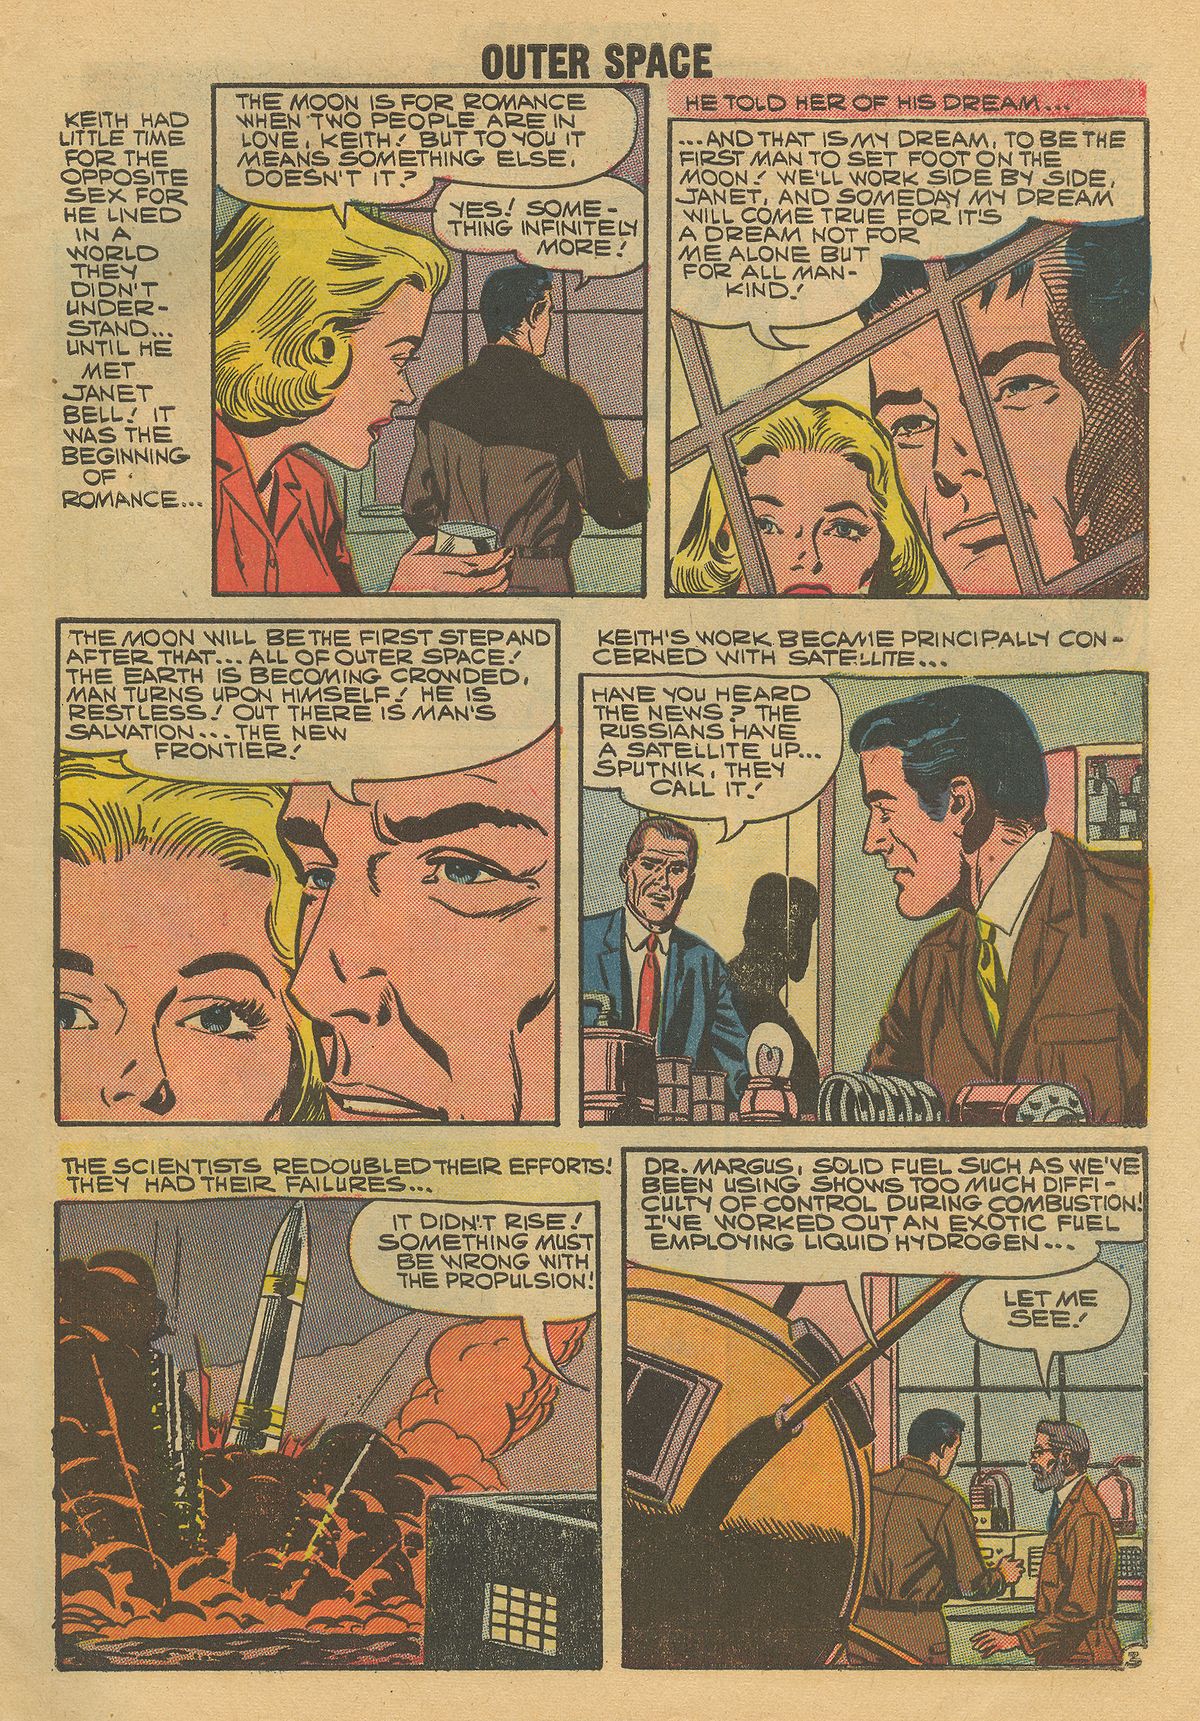 OUTER SPACE
KEITH HAD
LITTLE TIME
FOR THE
OPPOSITE
SEX FOR
HE LIVED
IN A
WORLD
THEY
DIDN'T
UNDER-
STAND...
UNTIL HE
MET
JANET
BELL! IT
WAS THE
BEGINNING
OF
ROMANCE...
THE MOON IS FOR ROMANCE
WHEN TWO PEOPLE ARE IN
LOVE, KEITH! BUT TO YOU IT
MEANS SOMETHING ELSE,
DOESN'T IT?
YES! SOME-
THING INFINITELY
MORE!
HE TOLD HER OF HIS DREAM...
...AND THAT IS MY DREAM, TO BE THE
FIRST MAN TO SET FOOT ON THE
MOON! WE'LL WORK SIDE BY SIDE,
JANET, AND SOMEDAY MY DREAM
WILL COME TRUE FOR IT'S
A DREAM NOT FOR
ME ALONE BUT
FOR ALL MAN-
KIND!
THE MOON WILL BE THE FIRST STEP AND
AFTER THAT... ALL OF OUTER SPACE!
THE EARTH IS BECOMING CROWDED,
MAN TURNS UPON HIMSELF! HE IS
RESTLESS! OUT THERE IS MAN'S
SALVATION... THE NEW
FRONTIER!
KEITH'S WORK BECAME PRINCIPALLY CON-
CERNED WITH SATELLITE...
HAVE YOU HEARD
THE NEWS? THE
RUSSIANS HAVE
A SATELLITE UP...
SPUTNIK, THEY
CALL IT!
THE SCIENTISTS REDOUBLED THEIR EFFORTS!
THEY HAD THEIR FAILURES...
IT DIDN'T RISE!
SOMETHING MUST
BE WRONG WITH
THE PROPULSION!
DR. MARGUS, SOLID FUEL SUCH AS WE'VE
BEEN USING SHOWS TOO MUCH DIFFI-
CULTY OF CONTROL DURING COMBUSTION!
I'VE WORKED OUT AN EXOTIC FUEL
EMPLOYING LIQUID HYDROGEN...
LET ME
SEE!
3